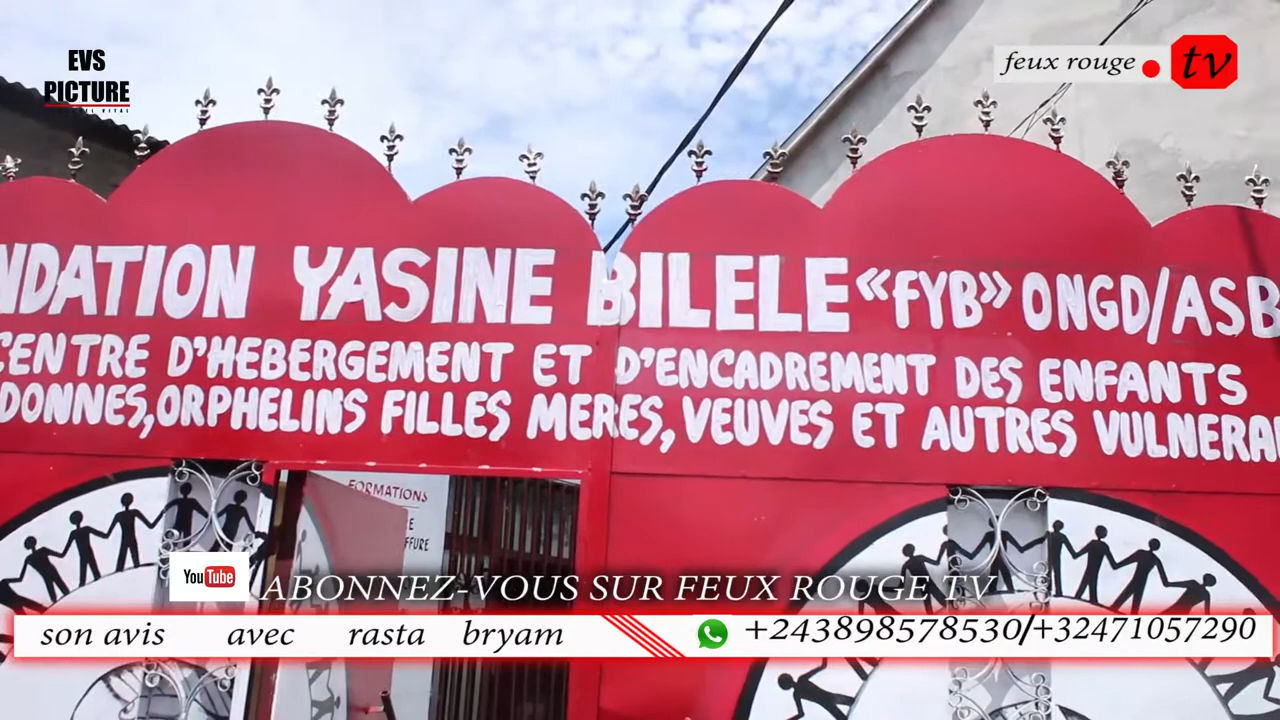 EVS
PICTURE
feux rouge tv
NDATION YASINE BILELE «FYB» ONGD/ASB
CENTRE D'HEBERGEMENT ET D'ENCADREMENT DES ENFANTS
DONNES, ORPHELINS FILLES MERES, VEUVES ET AUTRES VULNERA
FORMATIONS
FFURE
YouTube
ABONNEZ-VOUS SUR FEUX ROUGE TV
son avis avec rasta bryam
+243898578530/+32471057290